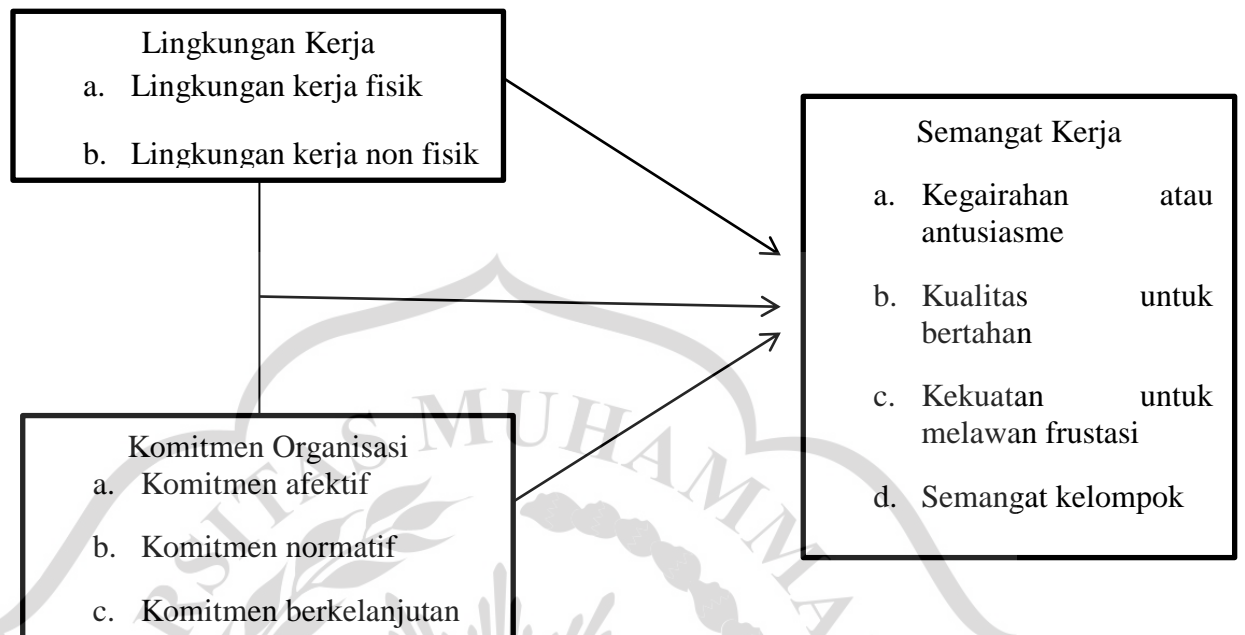 Lingkungan Kerja
a. Lingkungan kerja fisik
b. Lingkungan kerja non fisik
Semangat Kerja
a. Kegairahan atau
antusiasme
b. Kualitas untuk
bertahan
c. Kekuatan untuk
melawan frustasi
d. Semangat kelompok
Komitmen Organisasi
a. Komitmen afektif
b. Komitmen normatif
c. Komitmen berkelanjutan